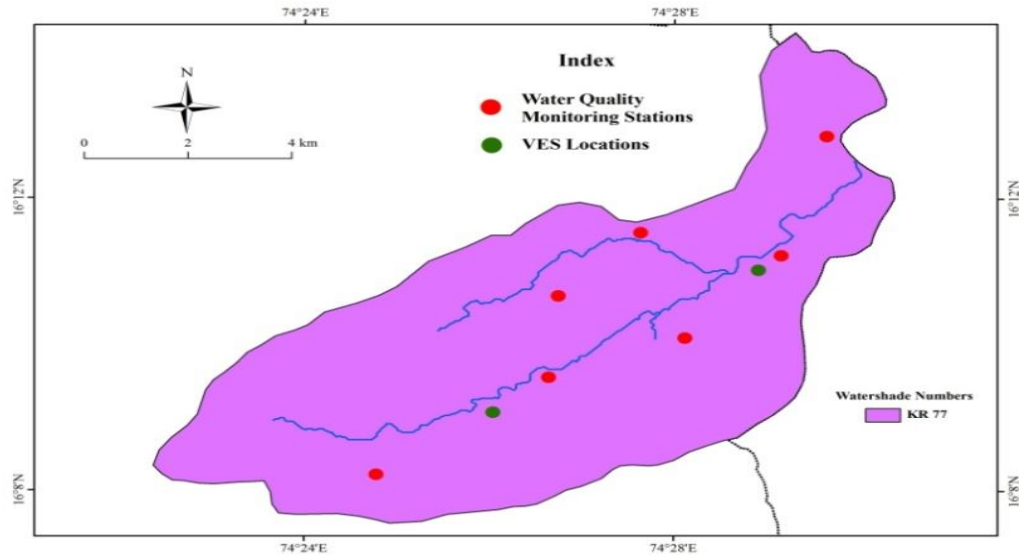 74°24'E 74°28'E
Index
N
Water Quality
Monitoring Stations
VES Locations
0 2 4 km
16°12'N 16°12'N
Watershade Numbers
KR 77
16°8'N 16°8'N
74°24'E 74°28'E